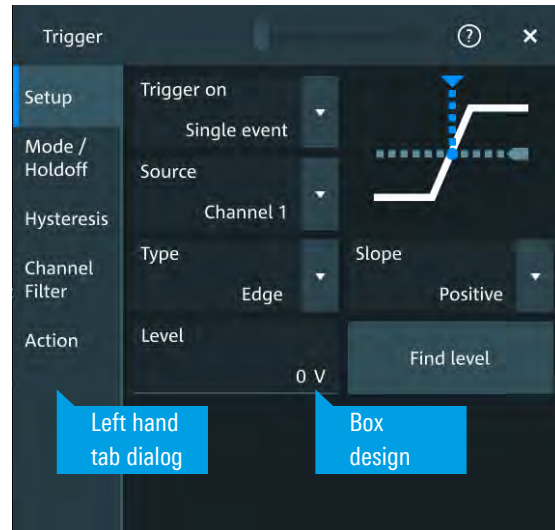 Trigger
?
×
Setup
Mode /
Holdoff
Hysteresis
Channel
Filter
Action
Trigger on
Single event
Source
Channel 1
Type
Edge
Slope
Positive
Level
0 V
Find level
Left hand
tab dialog
Box
design